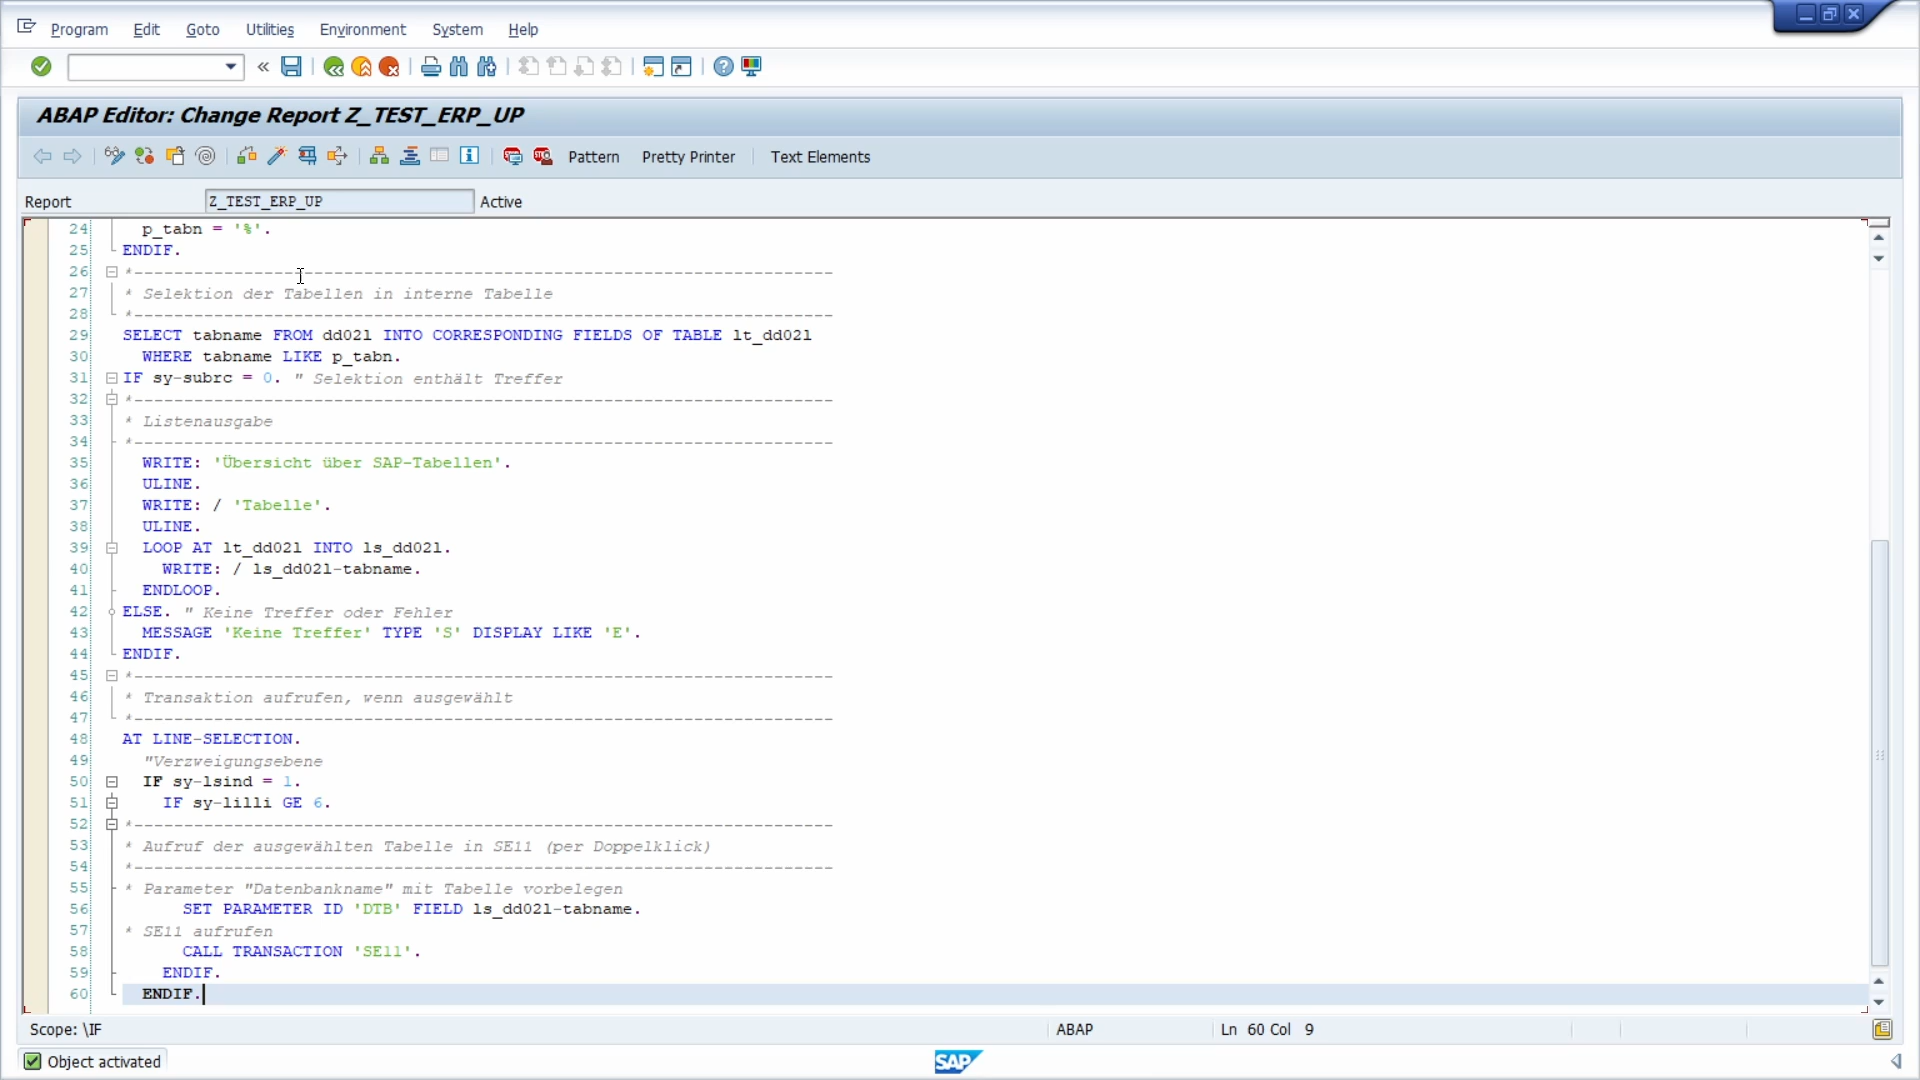 Program Edit Goto Utilities Environment System Help
ABAP Editor: Change Report Z_TEST_ERP_UP
Pattern Pretty Printer Text Elements
Report Z_TEST_ERP_UP Active
24 p_tabn = '%'.
25 ENDIF.
26 *----------------------------------------------------------------------
27 * Selektion der Tabellen in interne Tabelle
28 *----------------------------------------------------------------------
29 SELECT tabname FROM dd02l INTO CORRESPONDING FIELDS OF TABLE lt_dd02l
30 WHERE tabname LIKE p_tabn.
31 IF sy-subrc = 0. " Selektion enthält Treffer
32 *----------------------------------------------------------------------
33 * Listenausgabe
34 *----------------------------------------------------------------------
35 WRITE: 'Übersicht über SAP-Tabellen'.
36 ULINE.
37 WRITE: / 'Tabelle'.
38 ULINE.
39 LOOP AT lt_dd02l INTO ls_dd02l.
40 WRITE: / ls_dd02l-tabname.
41 ENDLOOP.
42 ELSE. " Keine Treffer oder Fehler
43 MESSAGE 'Keine Treffer' TYPE 'S' DISPLAY LIKE 'E'.
44 ENDIF.
45 *----------------------------------------------------------------------
46 * Transaktion aufrufen, wenn ausgewählt
47 *----------------------------------------------------------------------
48 AT LINE-SELECTION.
49 "Verzweigungsebene
50 IF sy-lsind = 1.
51 IF sy-lilli GE 6.
52 *----------------------------------------------------------------------
53 * Aufruf der ausgewählten Tabelle in SE11 (per Doppelklick)
54 *----------------------------------------------------------------------
55 * Parameter "Datenbankname" mit Tabelle vorbelegen
56 SET PARAMETER ID 'DTB' FIELD ls_dd02l-tabname.
57 * SE11 aufrufen
58 CALL TRANSACTION 'SE11'.
59 ENDIF.
60 ENDIF.
Scope: \IF ABAP Ln 60 Col 9
Object activated SAP